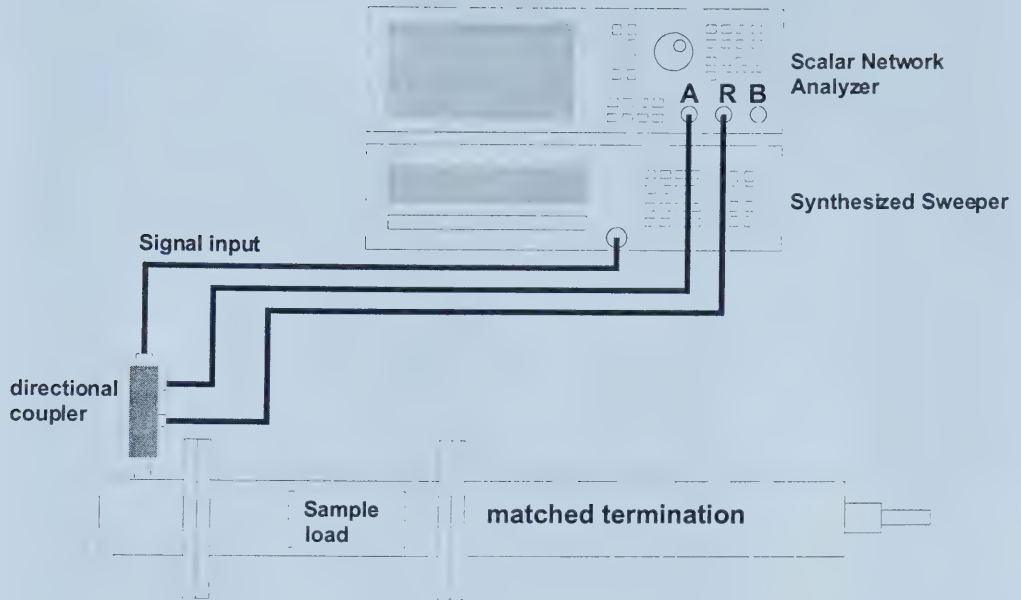 Scalar Network
Analyzer
A R B
Synthesized Sweeper
Signal input
directional
coupler
Sample
load
matched termination